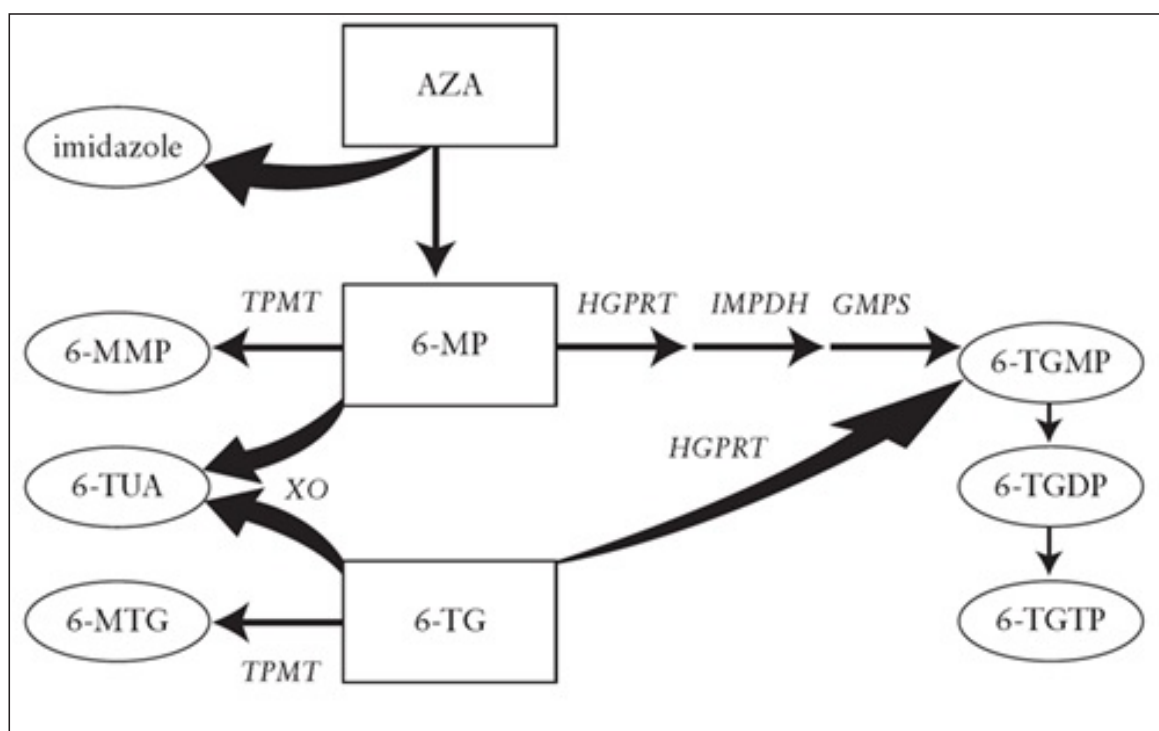 AZA
imidazole
TPMT
HGPRT
IMPDH
GMPS
6-MMP
6-MP
6-TGMP
HGPRT
6-TUA
XO
6-TGDP
6-MTG
6-TG
6-TGTP
TPMT